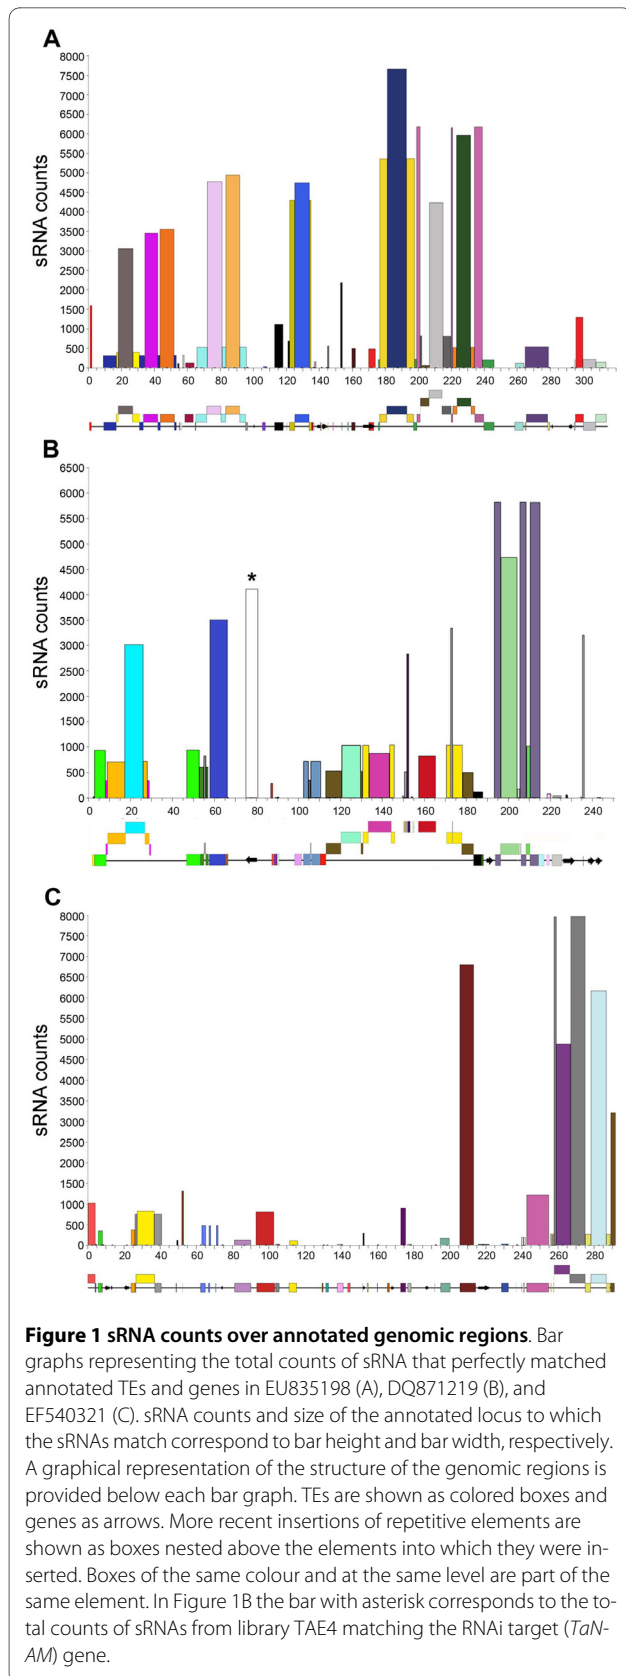 A
8000
7500
7000
6500
6000
5500
5000
4500
4000
3500
3000
2500
2000
1500
1000
500
0
sRNA counts
0 20 40 60 80 100 120 140 160 180 200 220 240 260 280 300
B
6500
6000
5500
5000
4500
4000
3500
3000
2500
2000
1500
1000
500
0
sRNA counts
*
0 20 40 60 80 100 120 140 160 180 200 220 240
C
8000
7500
7000
6500
6000
5500
5000
4500
4000
3500
3000
2500
2000
1500
1000
500
0
sRNA counts
0 20 40 60 80 100 120 140 160 180 200 220 240 260 280
Figure 1 sRNA counts over annotated genomic regions. Bar
graphs representing the total counts of sRNA that perfectly matched
annotated TEs and genes in EU835198 (A), DQ871219 (B), and
EF540321 (C). sRNA counts and size of the annotated locus to which
the sRNAs match correspond to bar height and bar width, respectively.
A graphical representation of the structure of the genomic regions is
provided below each bar graph. TEs are shown as colored boxes and
genes as arrows. More recent insertions of repetitive elements are
shown as boxes nested above the elements into which they were in-
serted. Boxes of the same colour and at the same level are part of the
same element. In Figure 1B the bar with asterisk corresponds to the to-
tal counts of sRNAs from library TAE4 matching the RNAi target (TaN-
AM) gene.